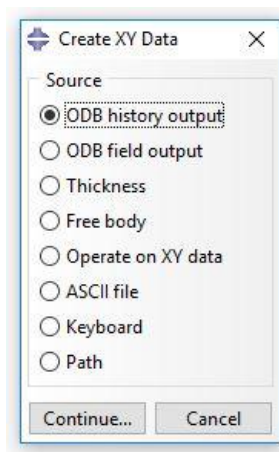 Create XY Data
Source
ODB history output
ODB field output
Thickness
Free body
Operate on XY data
ASCII file
Keyboard
Path
Continue... Cancel